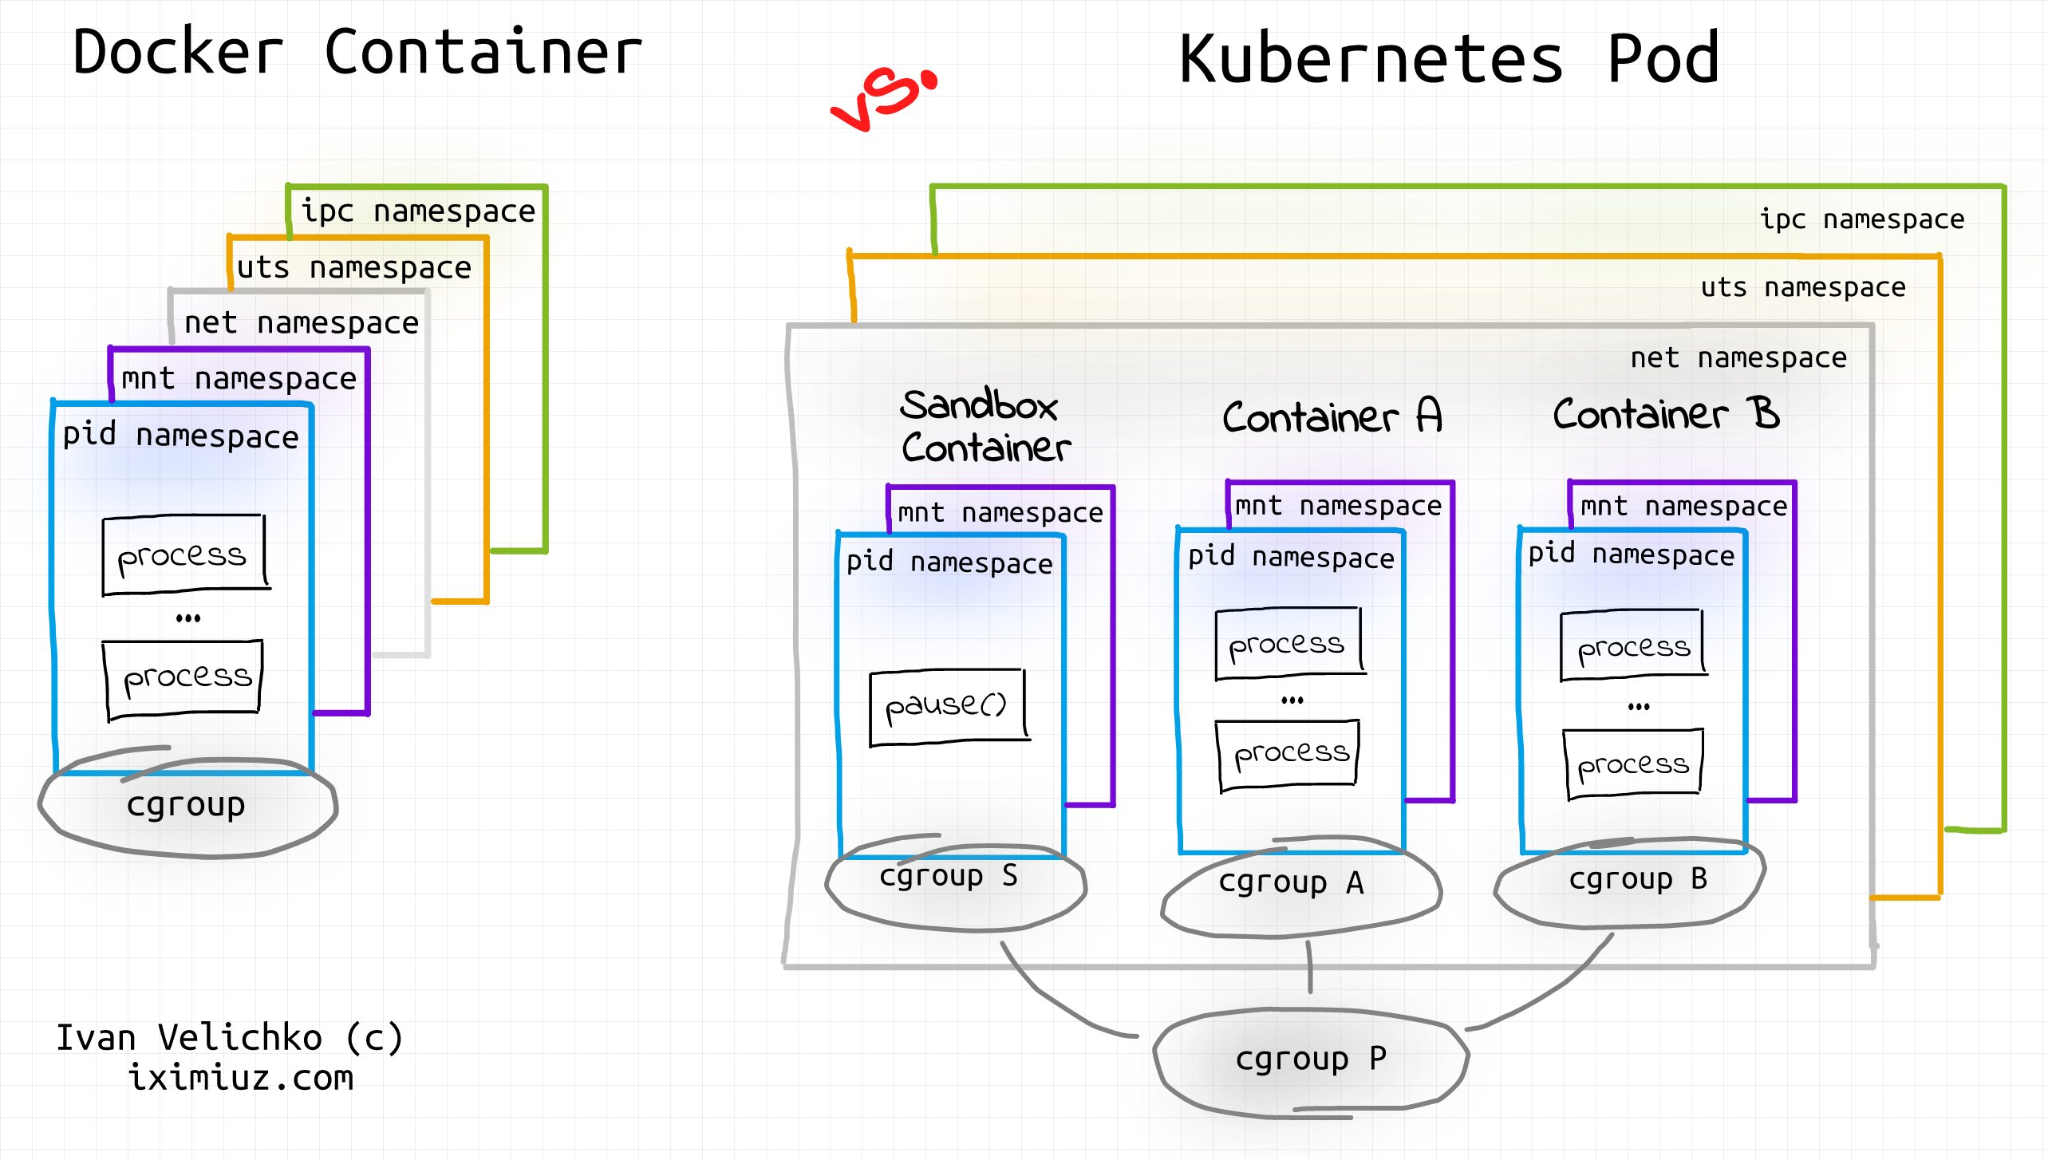 Docker Container
vs.
Kubernetes Pod
ipc namespace
uts namespace
net namespace
mnt namespace
pid namespace
process
...
process
cgroup
ipc namespace
uts namespace
net namespace
Sandbox
Container
mnt namespace
pid namespace
pause()
cgroup S
Container A
mnt namespace
pid namespace
process
...
process
cgroup A
Container B
mnt namespace
pid namespace
process
...
process
cgroup B
cgroup P
Ivan Velichko (c)
iximiuz.com